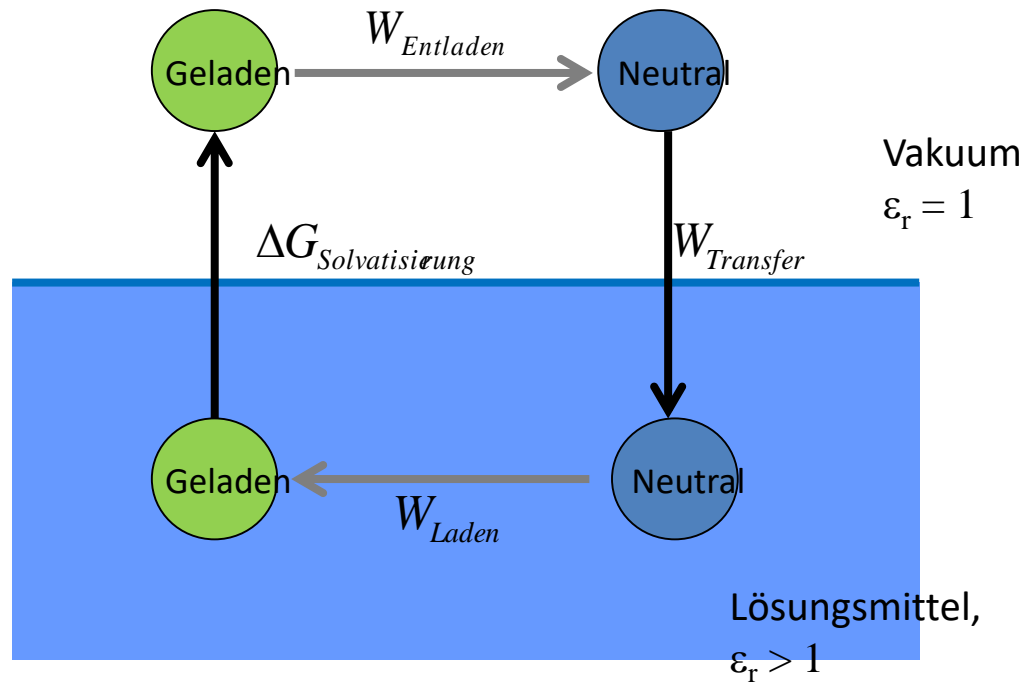 W_Entladen
Geladen
Neutral
Vakuum
ε_r = 1
ΔG_Solvatisierung
W_Transfer
Geladen
Neutral
W_Laden
Lösungsmittel,
ε_r > 1